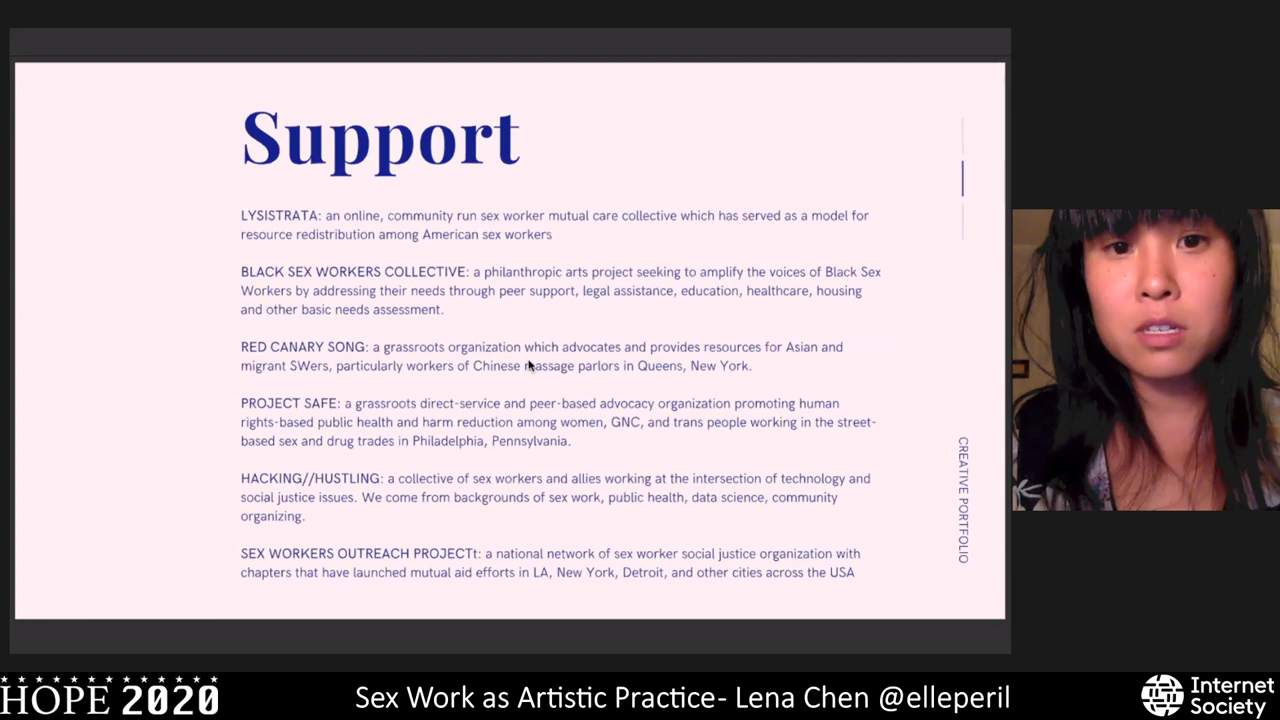 Support
LYSISTRATA: an online, community run sex worker mutual care collective which has served as a model for
resource redistribution among American sex workers
BLACK SEX WORKERS COLLECTIVE: a philanthropic arts project seeking to amplify the voices of Black Sex
Workers by addressing their needs through peer support, legal assistance, education, healthcare, housing
and other basic needs assessment.
RED CANARY SONG: a grassroots organization which advocates and provides resources for Asian and
migrant SWers, particularly workers of Chinese massage parlors in Queens, New York.
PROJECT SAFE: a grassroots direct-service and peer-based advocacy organization promoting human
rights-based public health and harm reduction among women, GNC, and trans people working in the street-
based sex and drug trades in Philadelphia, Pennsylvania.
HACKING//HUSTLING: a collective of sex workers and allies working at the intersection of technology and
social justice issues. We come from backgrounds of sex work, public health, data science, community
organizing.
SEX WORKERS OUTREACH PROJECTt: a national network of sex worker social justice organization with
chapters that have launched mutual aid efforts in LA, New York, Detroit, and other cities across the USA
CREATIVE PORTFOLIO
HOPE 2020
Sex Work as Artistic Practice- Lena Chen @elleperil
Internet
Society